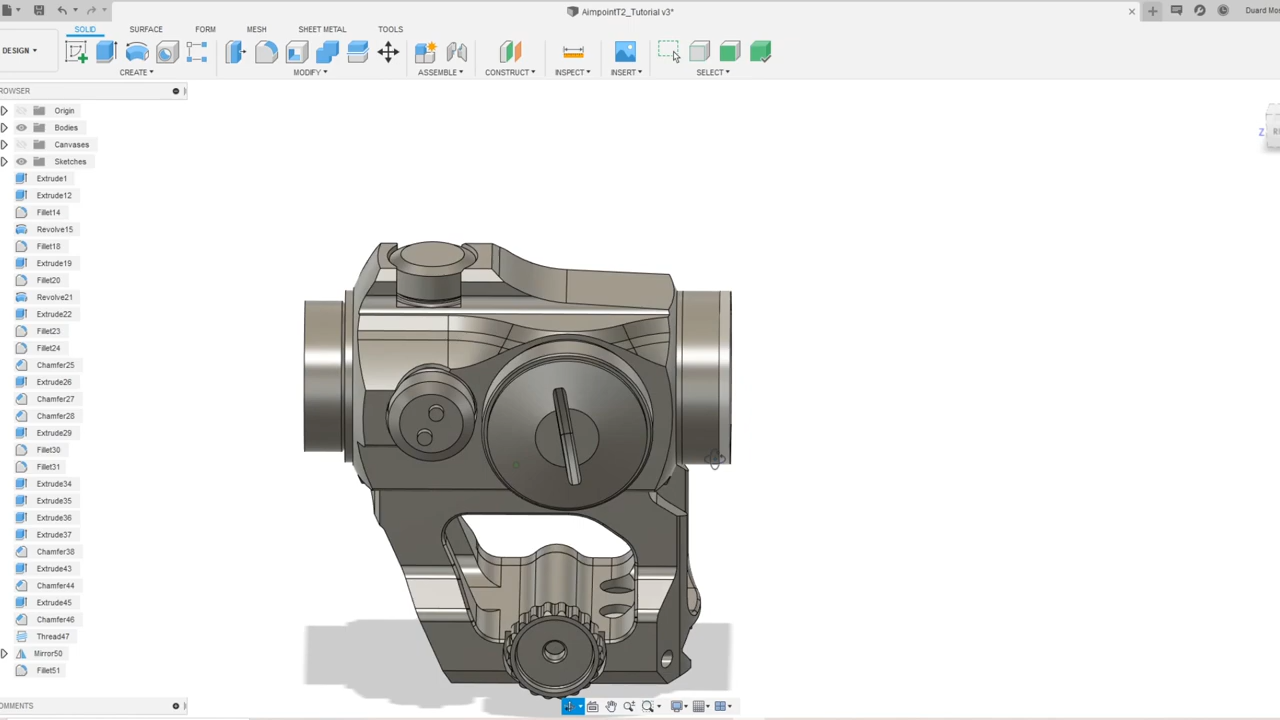 AimpointT2_Tutorial v3*
Duard Mo
SOLID SURFACE FORM MESH SHEET METAL TOOLS
DESIGN
CREATE MODIFY ASSEMBLE CONSTRUCT INSPECT INSERT SELECT
ROWSER
Origin
Bodies
Canvases
Sketches
Extrude1
Extrude12
Fillet14
Revolve15
Fillet18
Extrude19
Fillet20
Revolve21
Extrude22
Fillet23
Fillet24
Chamfer25
Extrude26
Chamfer27
Chamfer28
Extrude29
Fillet30
Fillet31
Extrude34
Extrude35
Extrude36
Extrude37
Chamfer38
Extrude43
Chamfer44
Extrude45
Chamfer46
Thread47
Mirror50
Fillet51
OMMENTS
Z